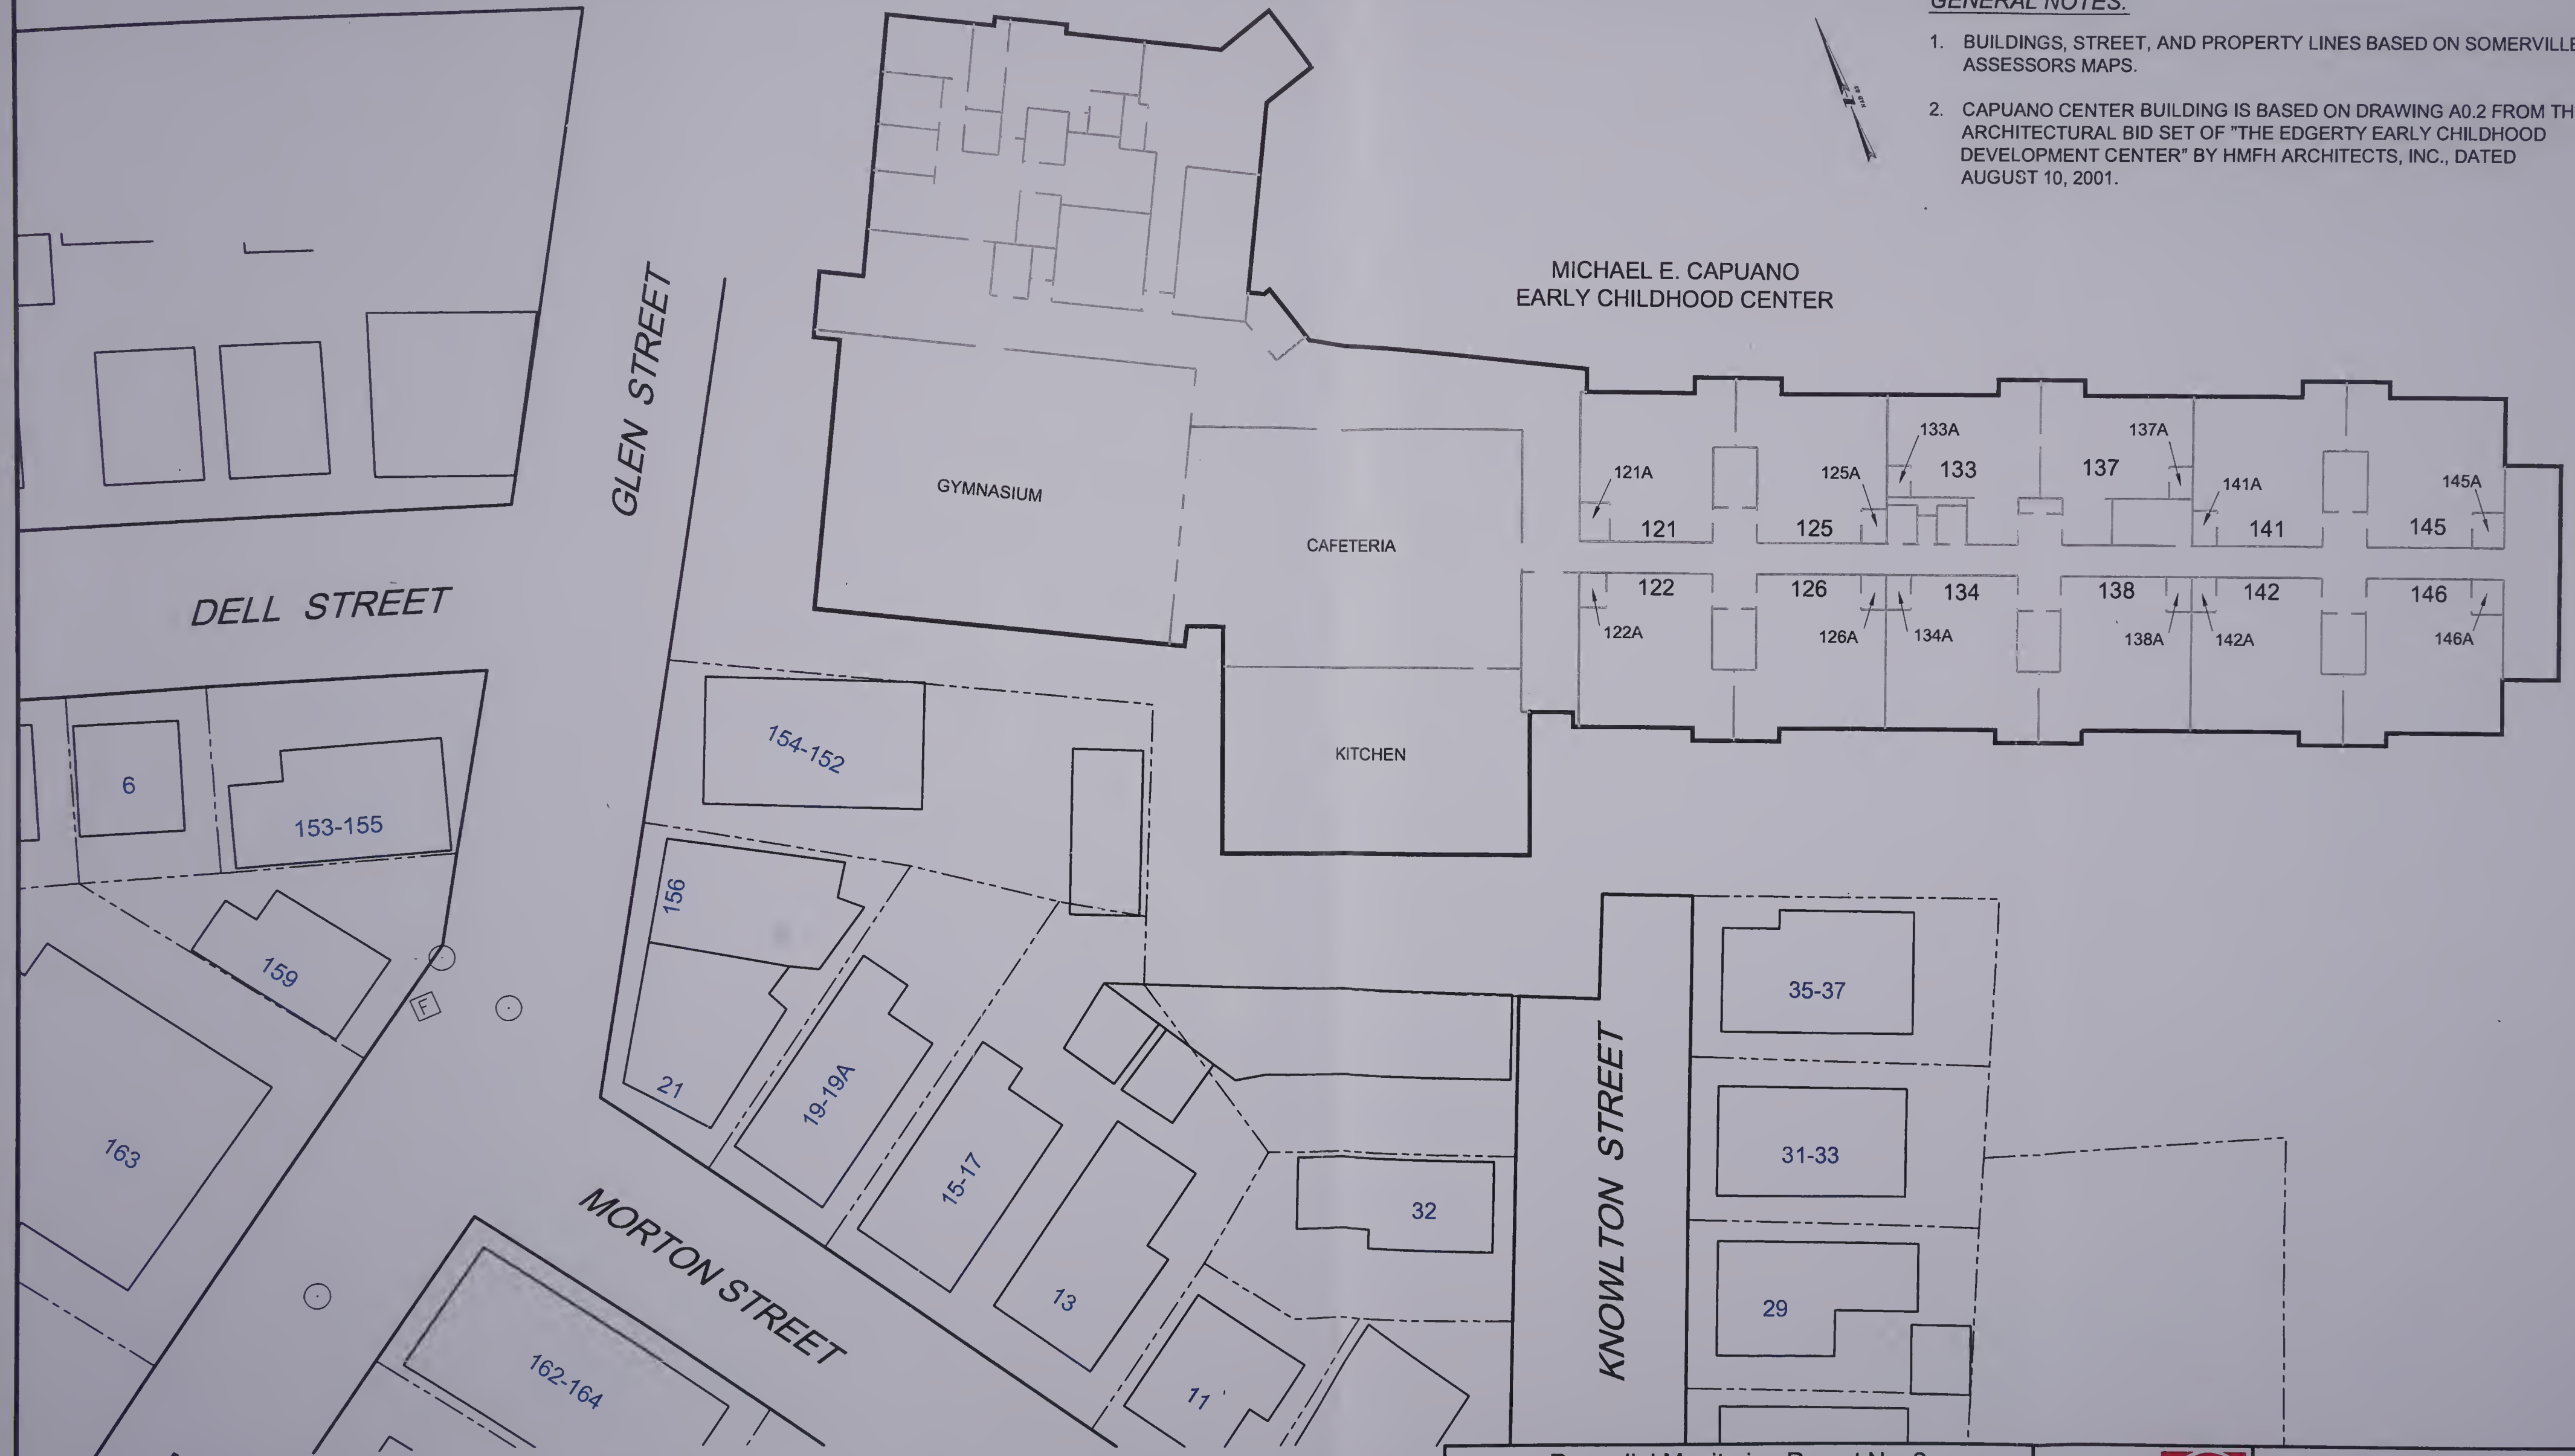 GENERAL NOTES:
1. BUILDINGS, STREET, AND PROPERTY LINES BASED ON SOMERVILLE
ASSESSORS MAPS.
2. CAPUANO CENTER BUILDING IS BASED ON DRAWING A0.2 FROM TH
ARCHITECTURAL BID SET OF "THE EDGERTY EARLY CHILDHOOD
DEVELOPMENT CENTER" BY HMFH ARCHITECTS, INC., DATED
AUGUST 10, 2001.
MICHAEL E. CAPUANO
EARLY CHILDHOOD CENTER
GLEN STREET
DELL STREET
GYMNASIUM
CAFETERIA
KITCHEN
133A
137A
133
137
121A
125A
141A
145A
121
125
141
145
122
126
134
138
142
146
122A
126A
134A
138A
142A
146A
154-152
6
153-155
156
159
F
35-37
21
19-19A
163
15-17
31-33
32
13
29
11
162-164
MORTON STREET
KNOWLTON STREET